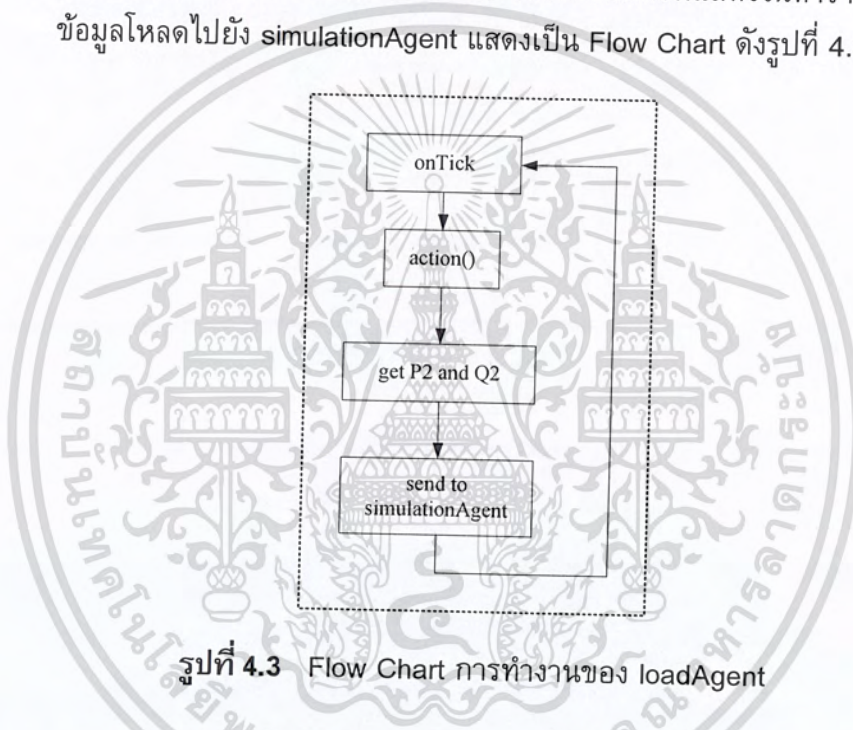 ข้อมูลโหลดไปยัง simulationAgent แสดงเป็น Flow Chart ดังรูปที่ 4.
onTick
action()
get P2 and Q2
send to
simulationAgent
รูปที่ 4.3 Flow Chart การทำงานของ loadAgent